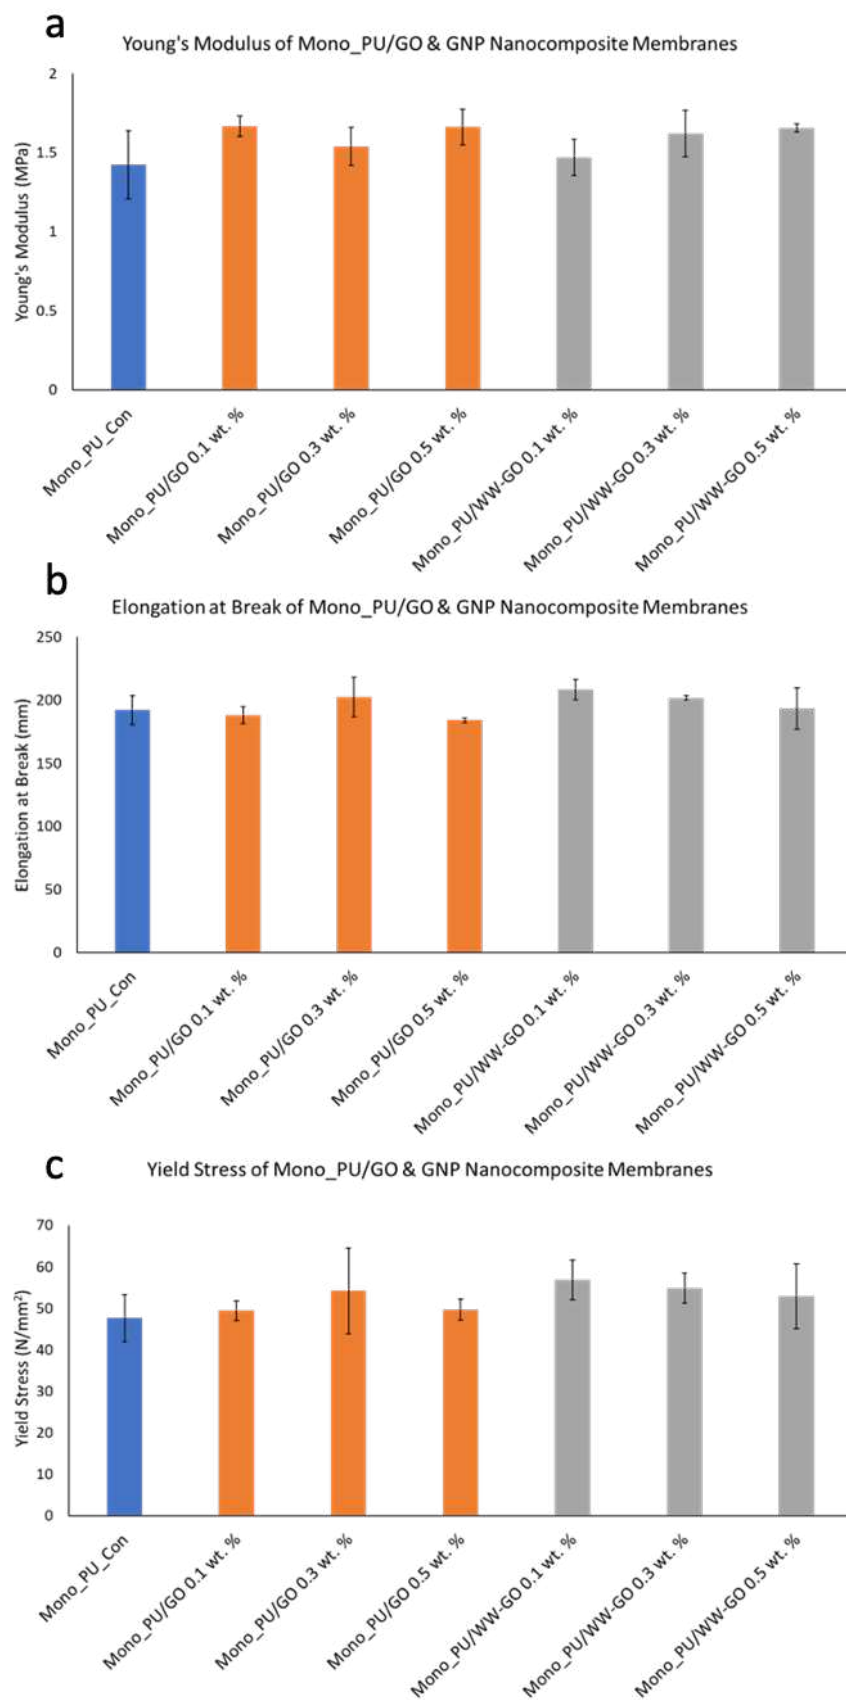 a
Young's Modulus of Mono_PU/GO & GNP Nanocomposite Membranes
Young's Modulus (MPa)
2
1.5
1
0.5
0
Mono_PU_Con
Mono_PU/GO 0.1 wt. %
Mono_PU/GO 0.3 wt. %
Mono_PU/GO 0.5 wt. %
Mono_PU/WW-GO 0.1 wt. %
Mono_PU/WW-GO 0.3 wt. %
Mono_PU/WW-GO 0.5 wt. %
b
Elongation at Break of Mono_PU/GO & GNP Nanocomposite Membranes
Elongation at Break (mm)
250
200
150
100
50
0
Mono_PU_Con
Mono_PU/GO 0.1 wt. %
Mono_PU/GO 0.3 wt. %
Mono_PU/GO 0.5 wt. %
Mono_PU/WW-GO 0.1 wt. %
Mono_PU/WW-GO 0.3 wt. %
Mono_PU/WW-GO 0.5 wt. %
c
Yield Stress of Mono_PU/GO & GNP Nanocomposite Membranes
Yield Stress (N/mm²)
70
60
50
40
30
20
10
0
Mono_PU_Con
Mono_PU/GO 0.1 wt. %
Mono_PU/GO 0.3 wt. %
Mono_PU/GO 0.5 wt. %
Mono_PU/WW-GO 0.1 wt. %
Mono_PU/WW-GO 0.3 wt. %
Mono_PU/WW-GO 0.5 wt. %